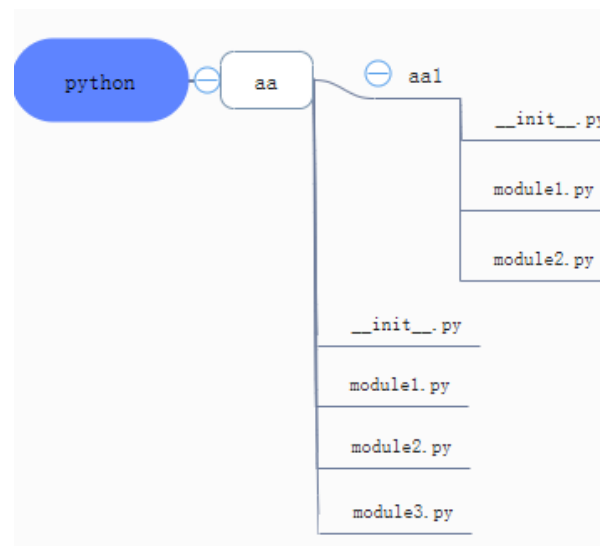 python
aa
aa1
__init__.py
module1.py
module2.py
__init__.py
module1.py
module2.py
module3.py